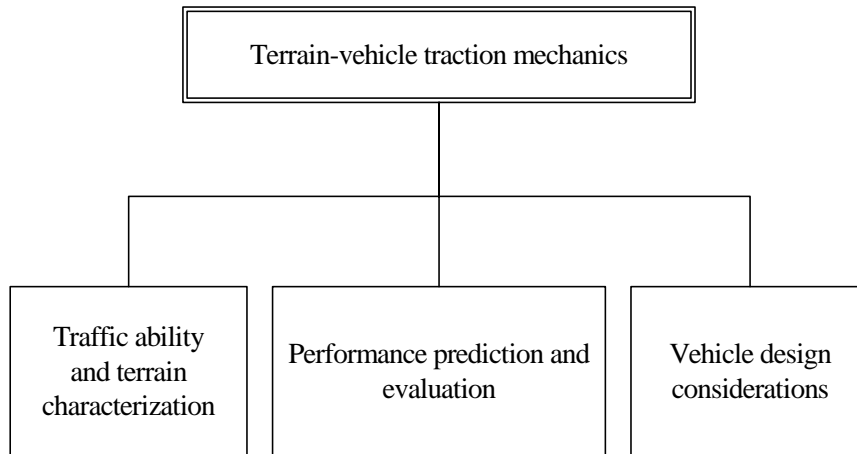 Terrain-vehicle traction mechanics
Traffic ability
and terrain
characterization
Performance prediction and
evaluation
Vehicle design
considerations